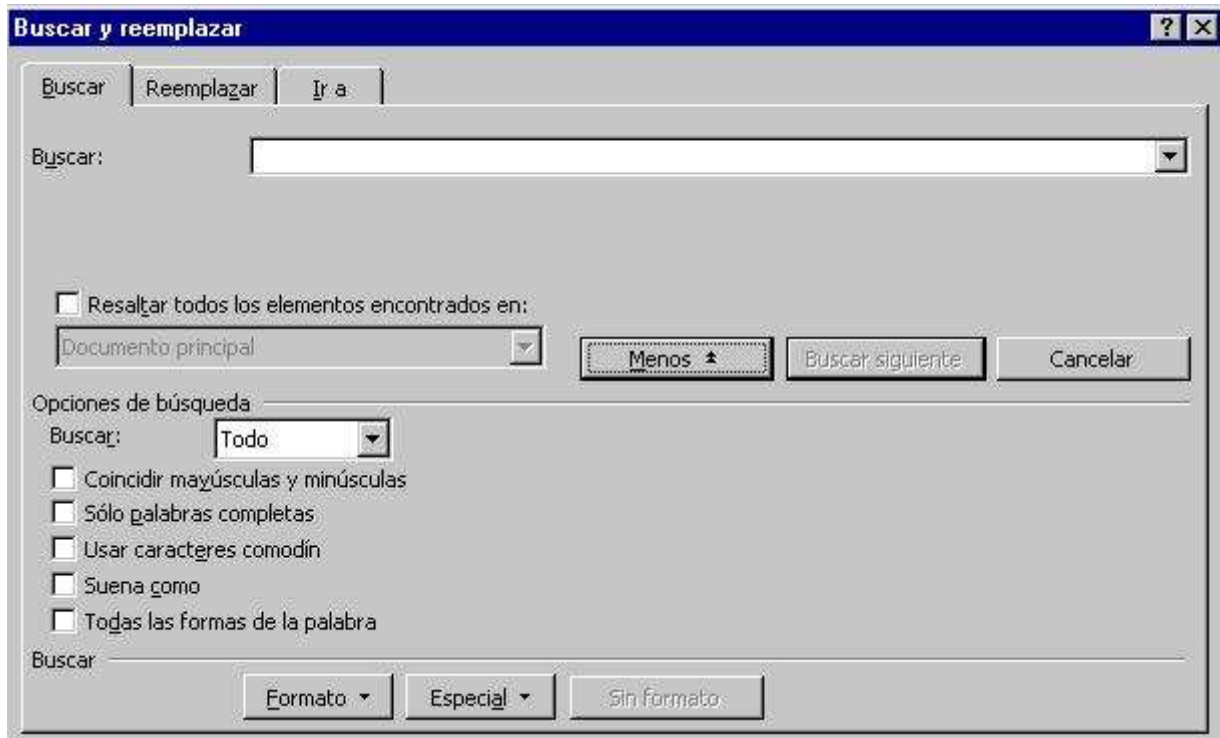 Buscar y reemplazar
Buscar Reemplazar Ir a
Buscar:
Resaltar todos los elementos encontrados en:
Documento principal
Menos Buscar siguiente Cancelar
Opciones de búsqueda
Buscar: Todo
Coincidir mayúsculas y minúsculas
Sólo palabras completas
Usar caracteres comodín
Suena como
Todas las formas de la palabra
Buscar
Formato Especial Sin formato